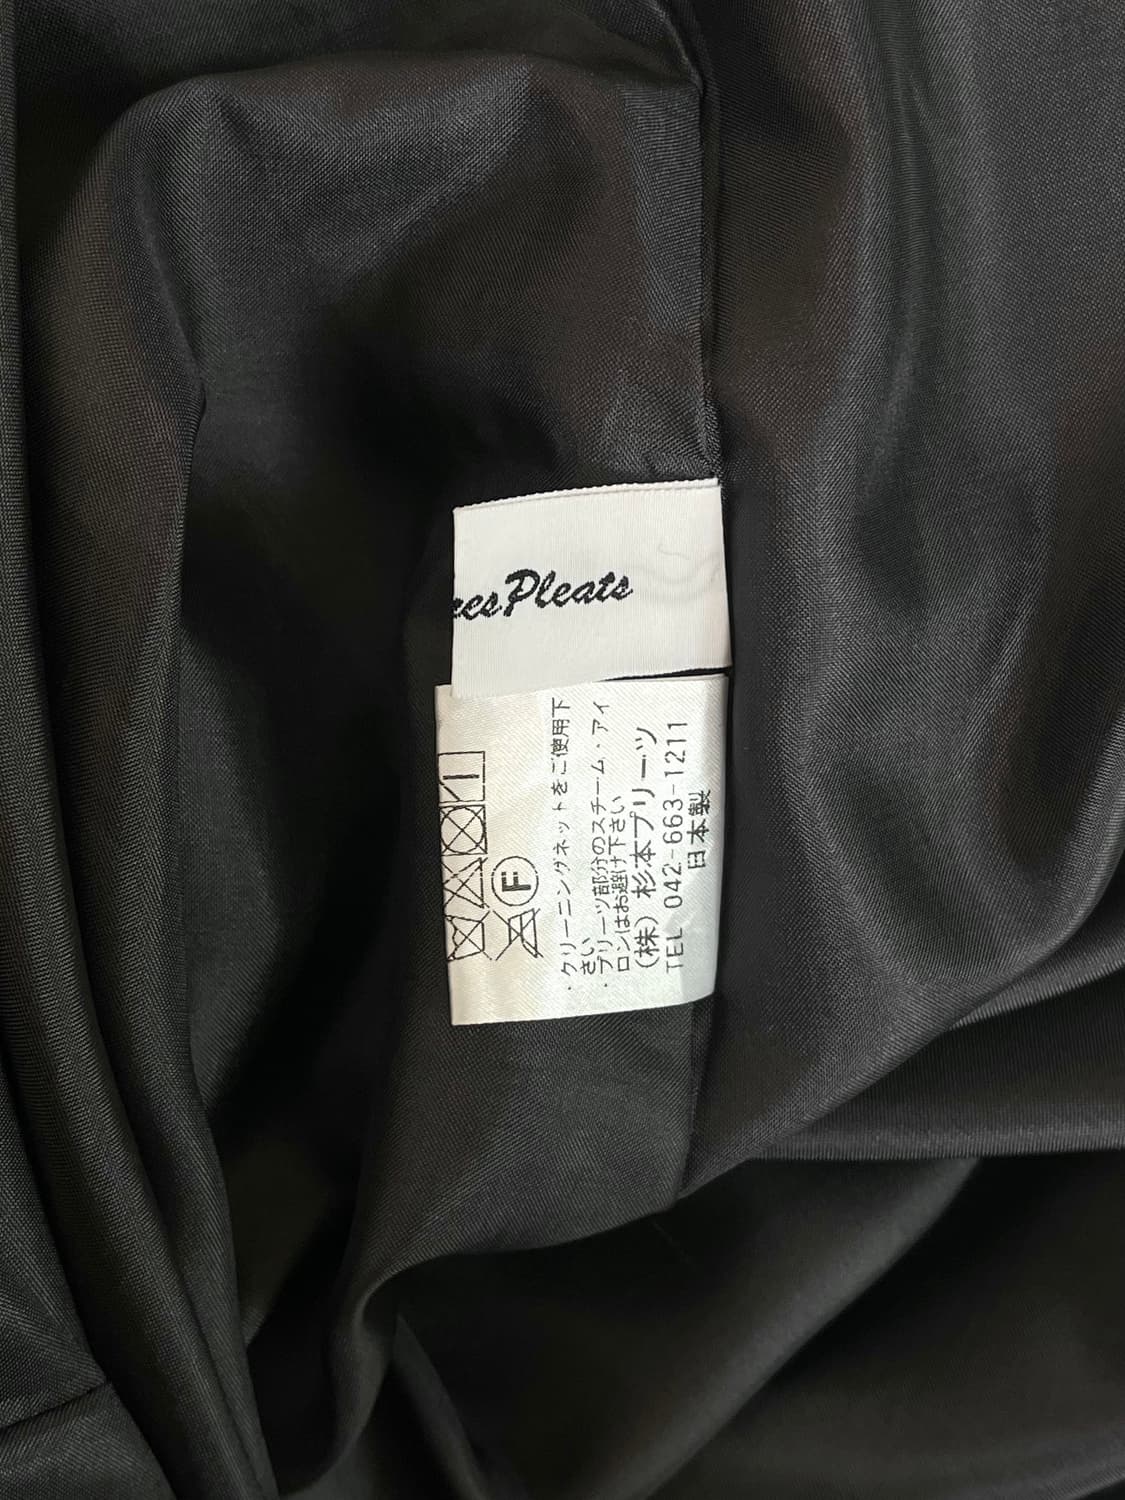 Pleats
・クリーニングネットをご使用下
さい
・プリーツ部分のスチーム・アイ
ロンはお避け下さい
(株) 杉本プリーツ
TEL 042-663-1211
日本製
F